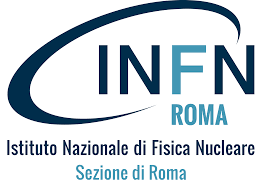 INFN
ROMA
Istituto Nazionale di Fisica Nucleare
Sezione di Roma